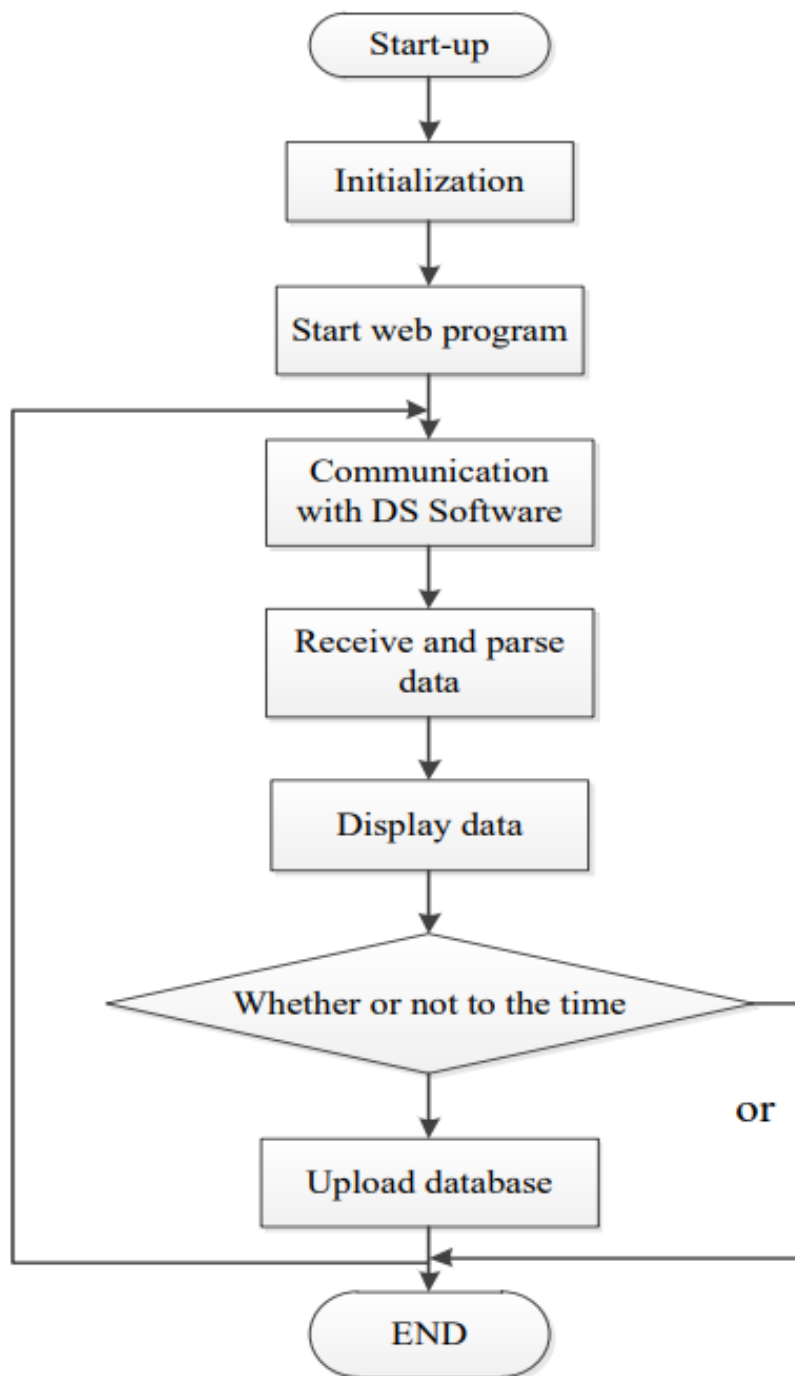 Start-up
Initialization
Start web program
Communication
with DS Software
Receive and parse
data
Display data
Whether or not to the time
or
Upload database
END